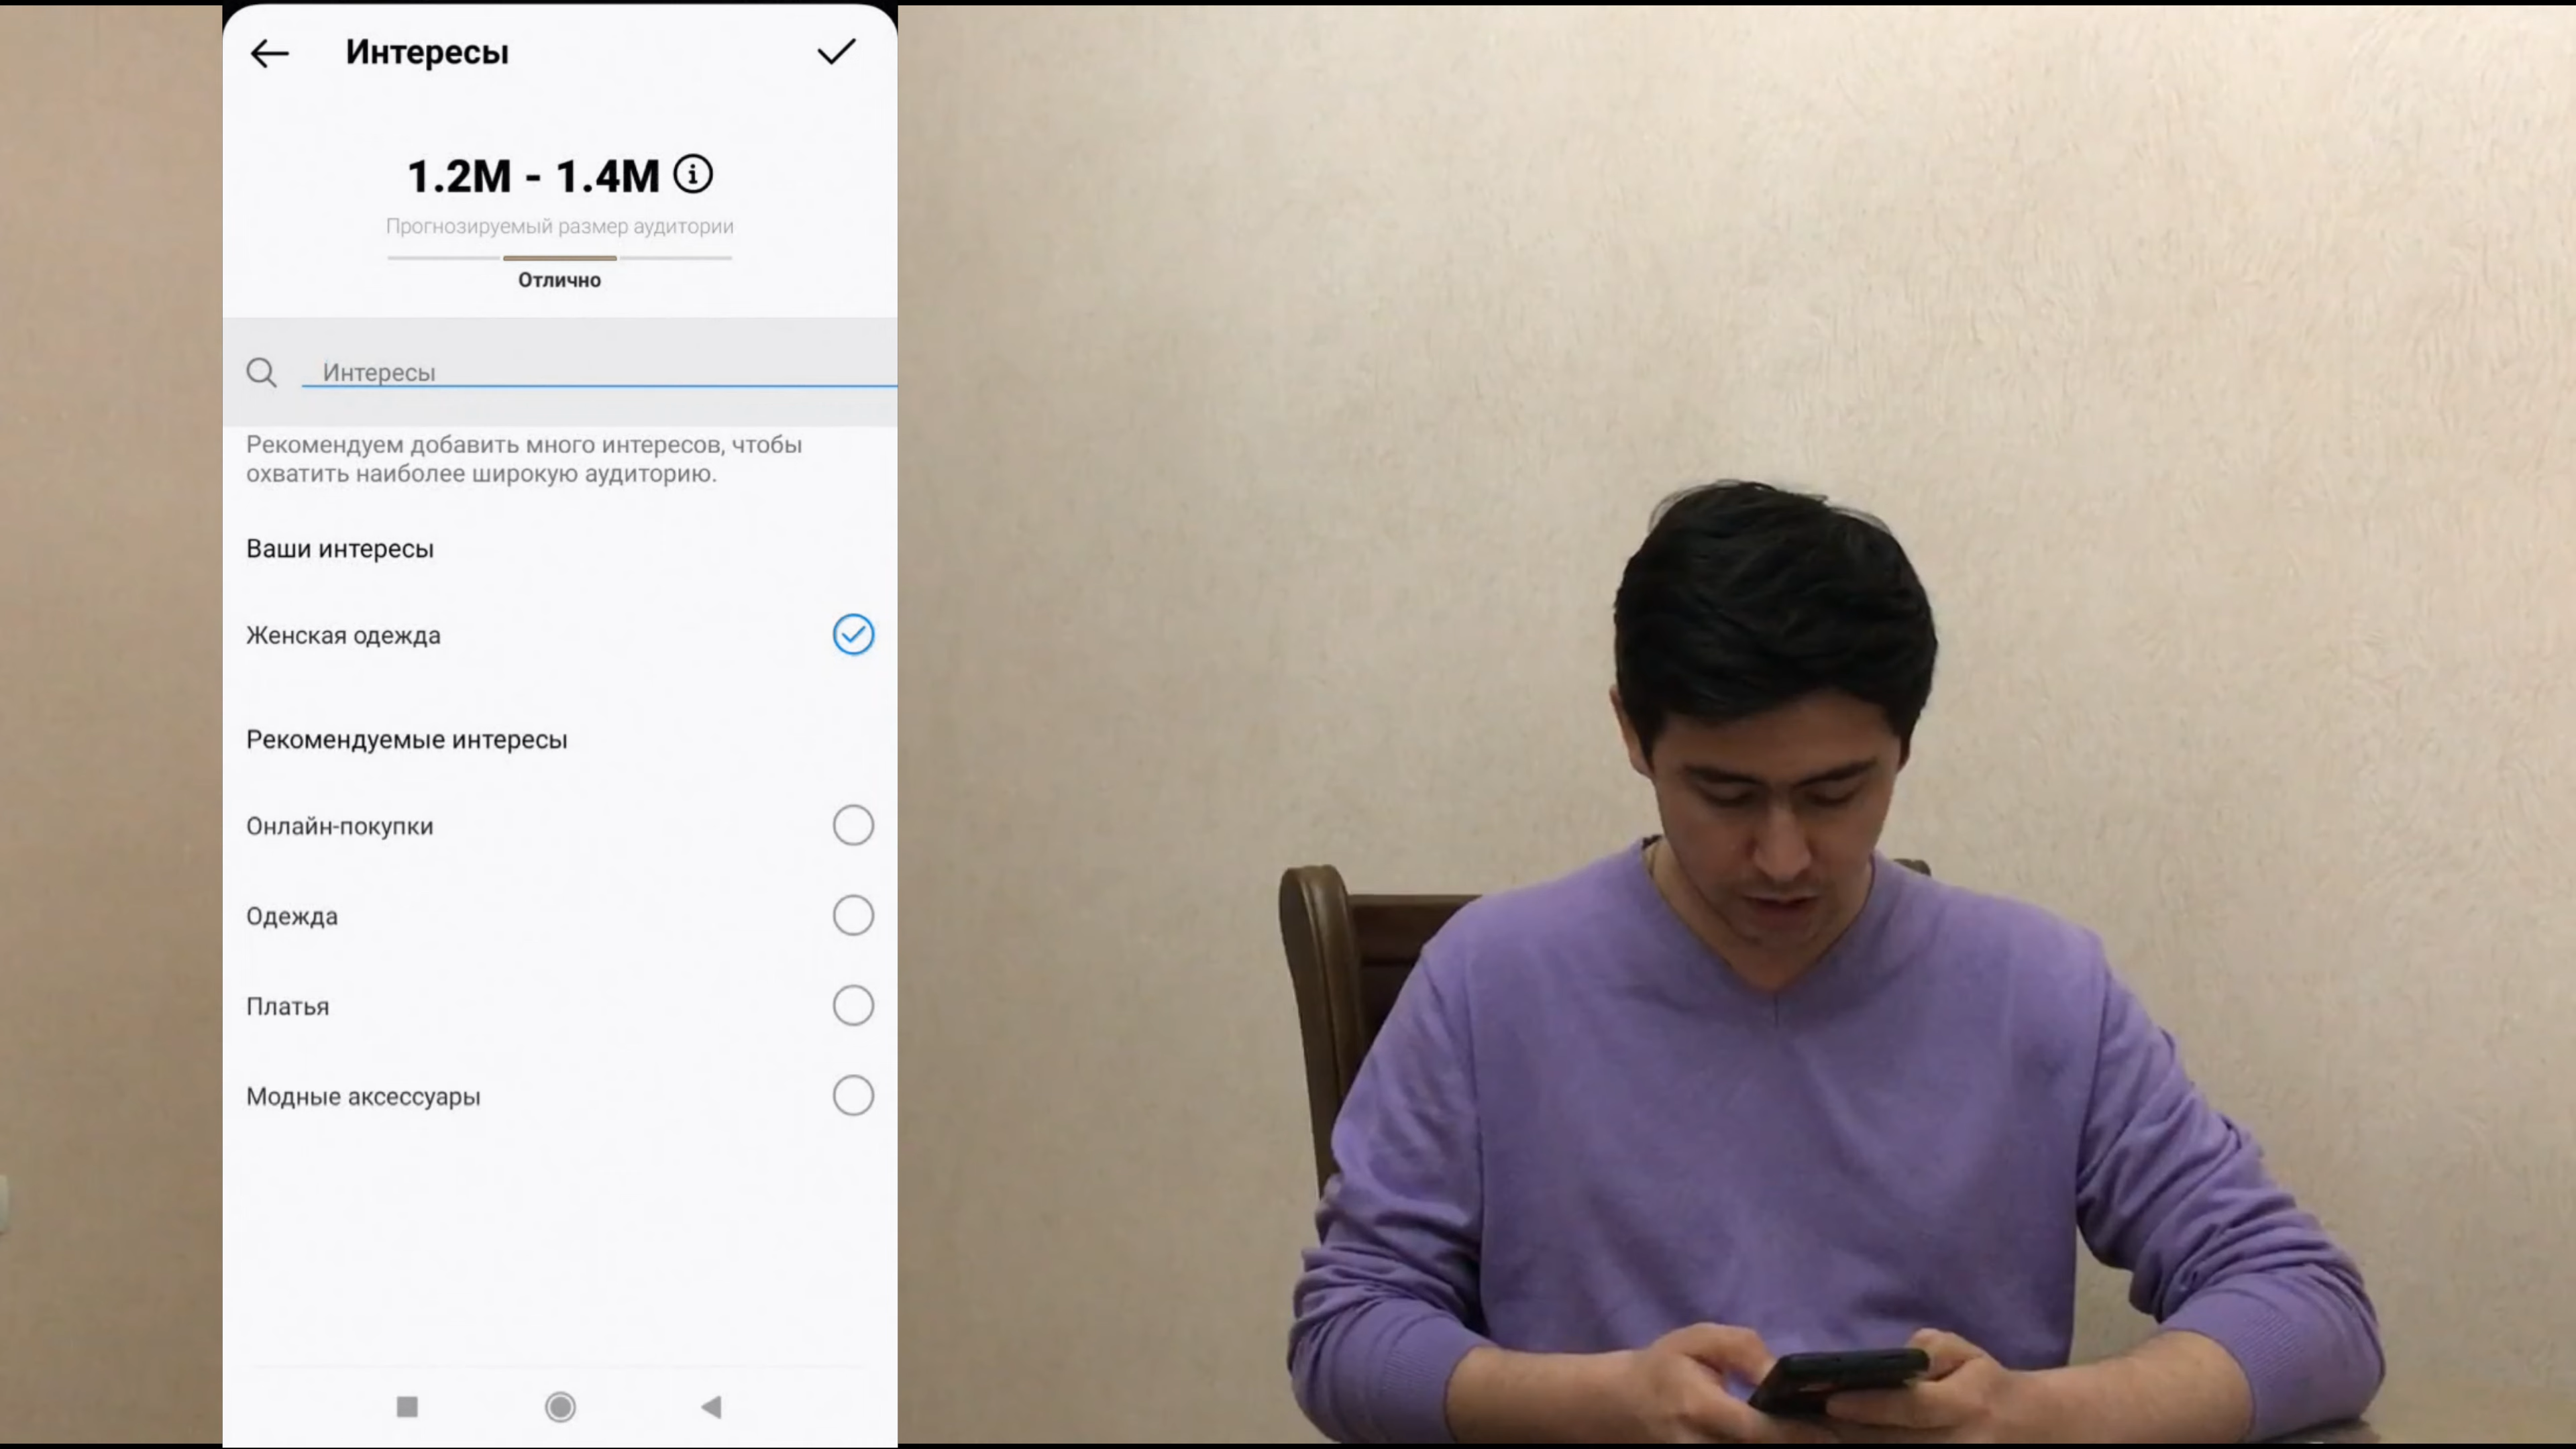 Интересы
1.2M - 1.4M
Прогнозируемый размер аудитории
Отлично
Интересы
Рекомендуем добавить много интересов, чтобы
охватить наиболее широкую аудиторию.
Ваши интересы
Женская одежда
Рекомендуемые интересы
Онлайн-покупки
Одежда
Платья
Модные аксессуары